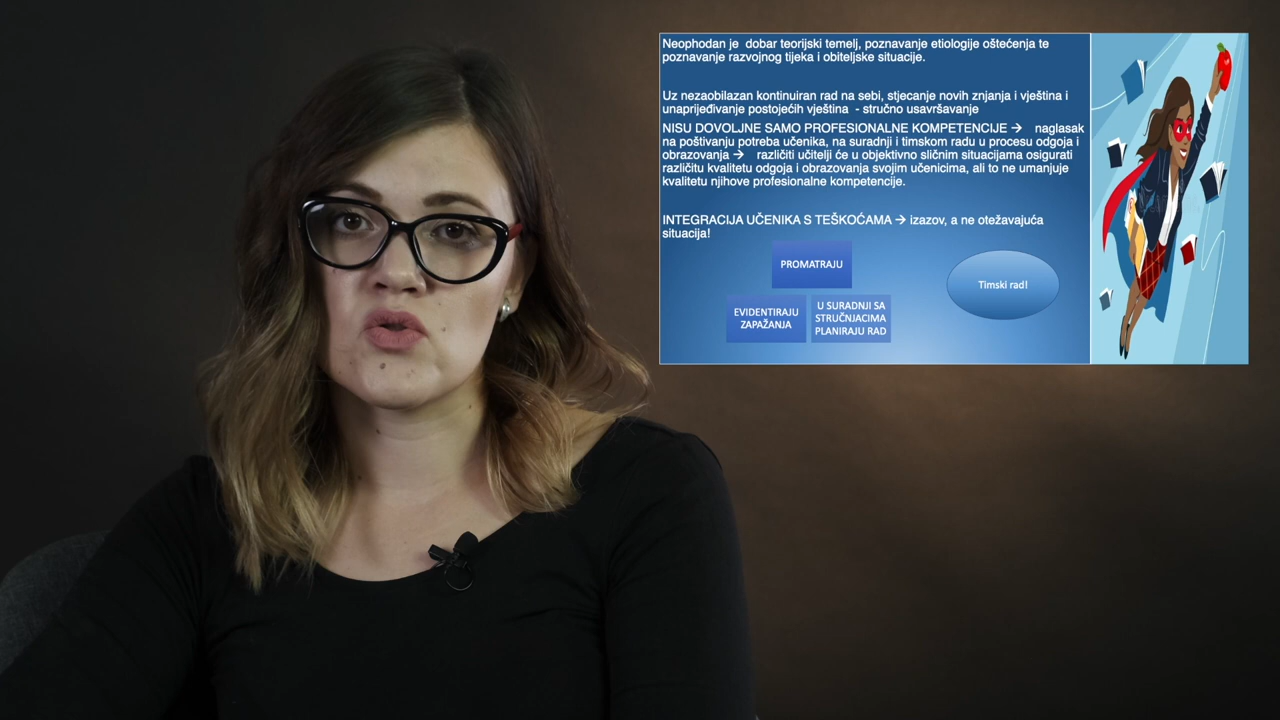 Neophodan je dobar teorijski temelj, poznavanje etiologije oštećenja te
poznavanje razvojnog tijeka i obiteljske situacije.
Uz nezaobilazan kontinuiran rad na sebi, stjecanje novih znjanja i vještina i
unaprijeđivanje postojećih vještina - stručno usavršavanje
NISU DOVOLJNE SAMO PROFESIONALNE KOMPETENCIJE → naglasak
na poštivanju potreba učenika, na suradnji i timskom radu u procesu odgoja i
obrazovanja → različiti učitelji će u objektivno sličnim situacijama osigurati
različitu kvalitetu odgoja i obrazovanja svojim učenicima, ali to ne umanjuje
kvalitetu njihove profesionalne kompetencije.
INTEGRACIJA UČENIKA S TEŠKOĆAMA → izazov, a ne otežavajuća
situacija!
PROMATRAJU
EVIDENTIRAJU
ZAPAŽANJA
U SURADNJI SA
STRUČNJACIMA
PLANIRAJU RAD
Timski rad!